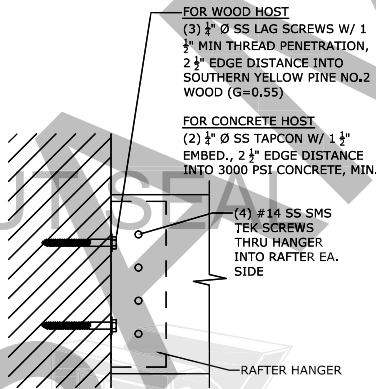 FOR WOOD HOST
(3) ¼" Ø SS LAG SCREWS W/ 1
½" MIN THREAD PENETRATION,
2 ½" EDGE DISTANCE INTO
SOUTHERN YELLOW PINE NO.2
WOOD (G=0.55)
FOR CONCRETE HOST
(2) ¼" Ø SS TAPCON W/ 1 ½"
EMBED., 2 ½" EDGE DISTANCE
INTO 3000 PSI CONCRETE, MIN.
(4) #14 SS SMS
TEK SCREWS
THRU HANGER
INTO RAFTER EA.
SIDE
RAFTER HANGER
UT SEAL